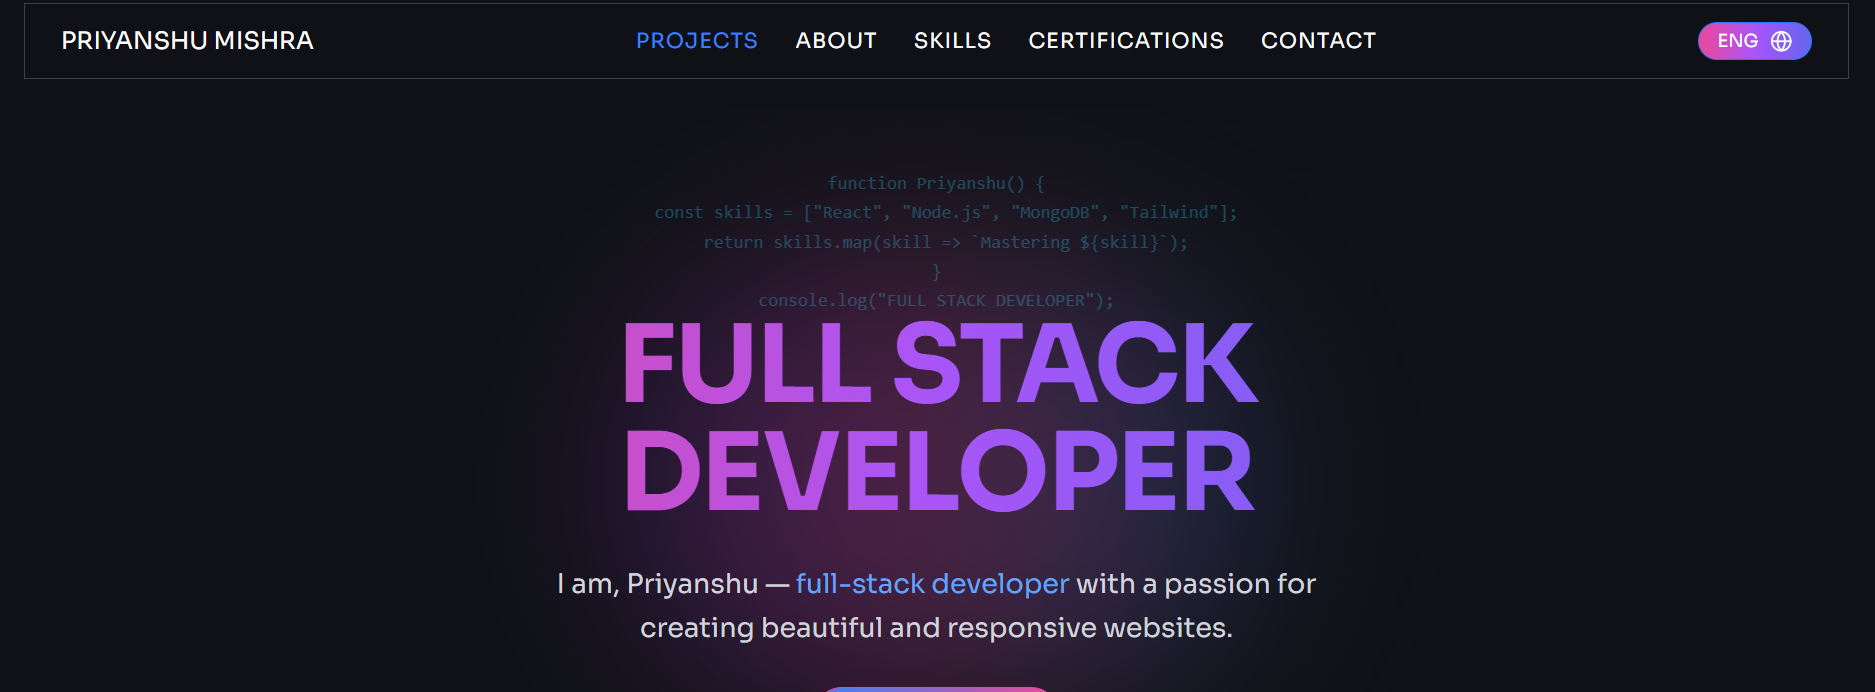 PRIYANSHU MISHRA
PROJECTS
ABOUT
SKILLS
CERTIFICATIONS
CONTACT
ENG
function Priyanshu() {
const skills = ["React", "Node.js", "MongoDB", "Tailwind"];
return skills.map(skill => `Mastering ${skill}`);
}
console.log("FULL STACK DEVELOPER");
FULL STACK
DEVELOPER
I am, Priyanshu — full-stack developer with a passion for
creating beautiful and responsive websites.